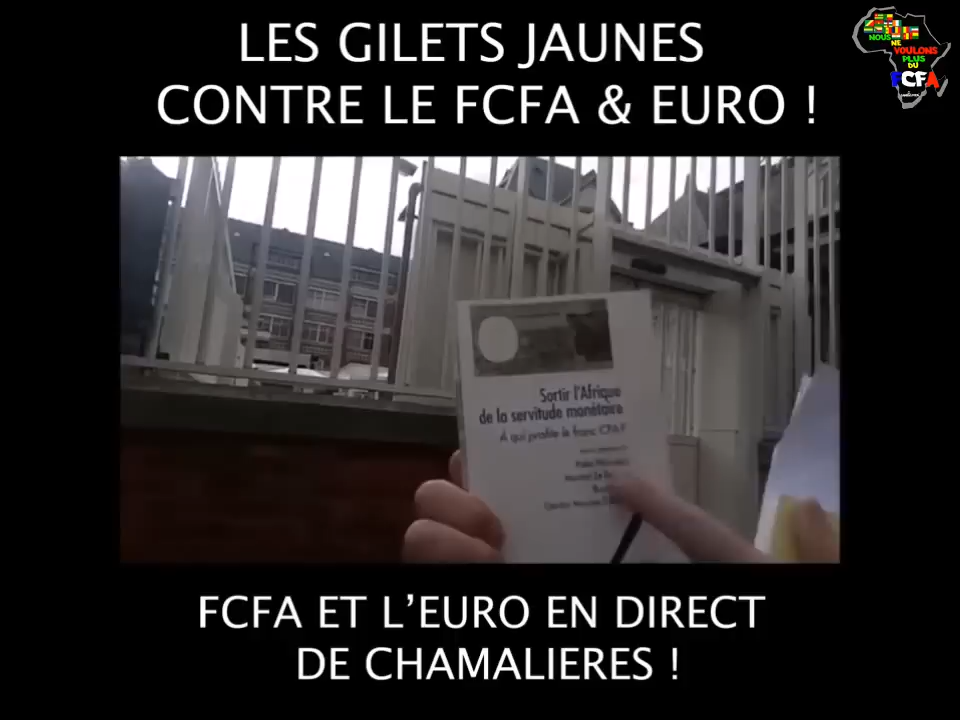 LES GILETS JAUNES
CONTRE LE FCFA & EURO !
NOUS
NE
VOULONS
PLUS
DU
FCFA
Sortir l'Afrique
de la servitude monétaire
À qui profite le franc CFA ?
FCFA ET L'EURO EN DIRECT
DE CHAMALIERES !